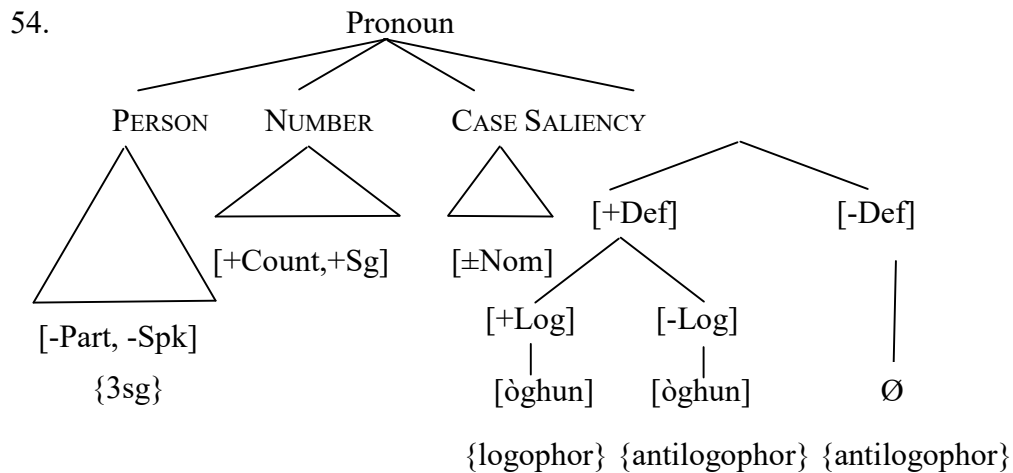 54.
Pronoun
PERSON NUMBER CASE SALIENCY
[+Def] [-Def]
[+Count,+Sg] [±Nom]
[+Log] [-Log]
[-Part, -Spk]
{3sg} [òghun] [òghun] Ø
{logophor} {antilogophor} {antilogophor}